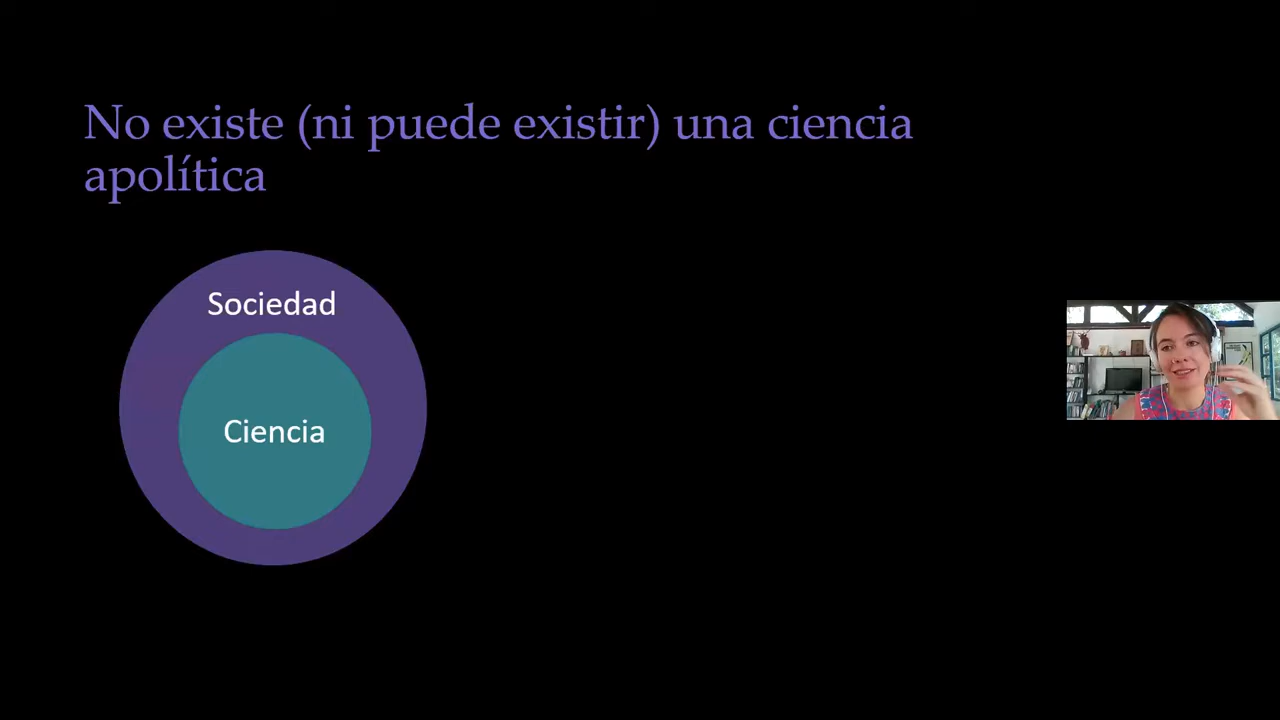 No existe (ni puede existir) una ciencia
apolítica
Sociedad
Ciencia